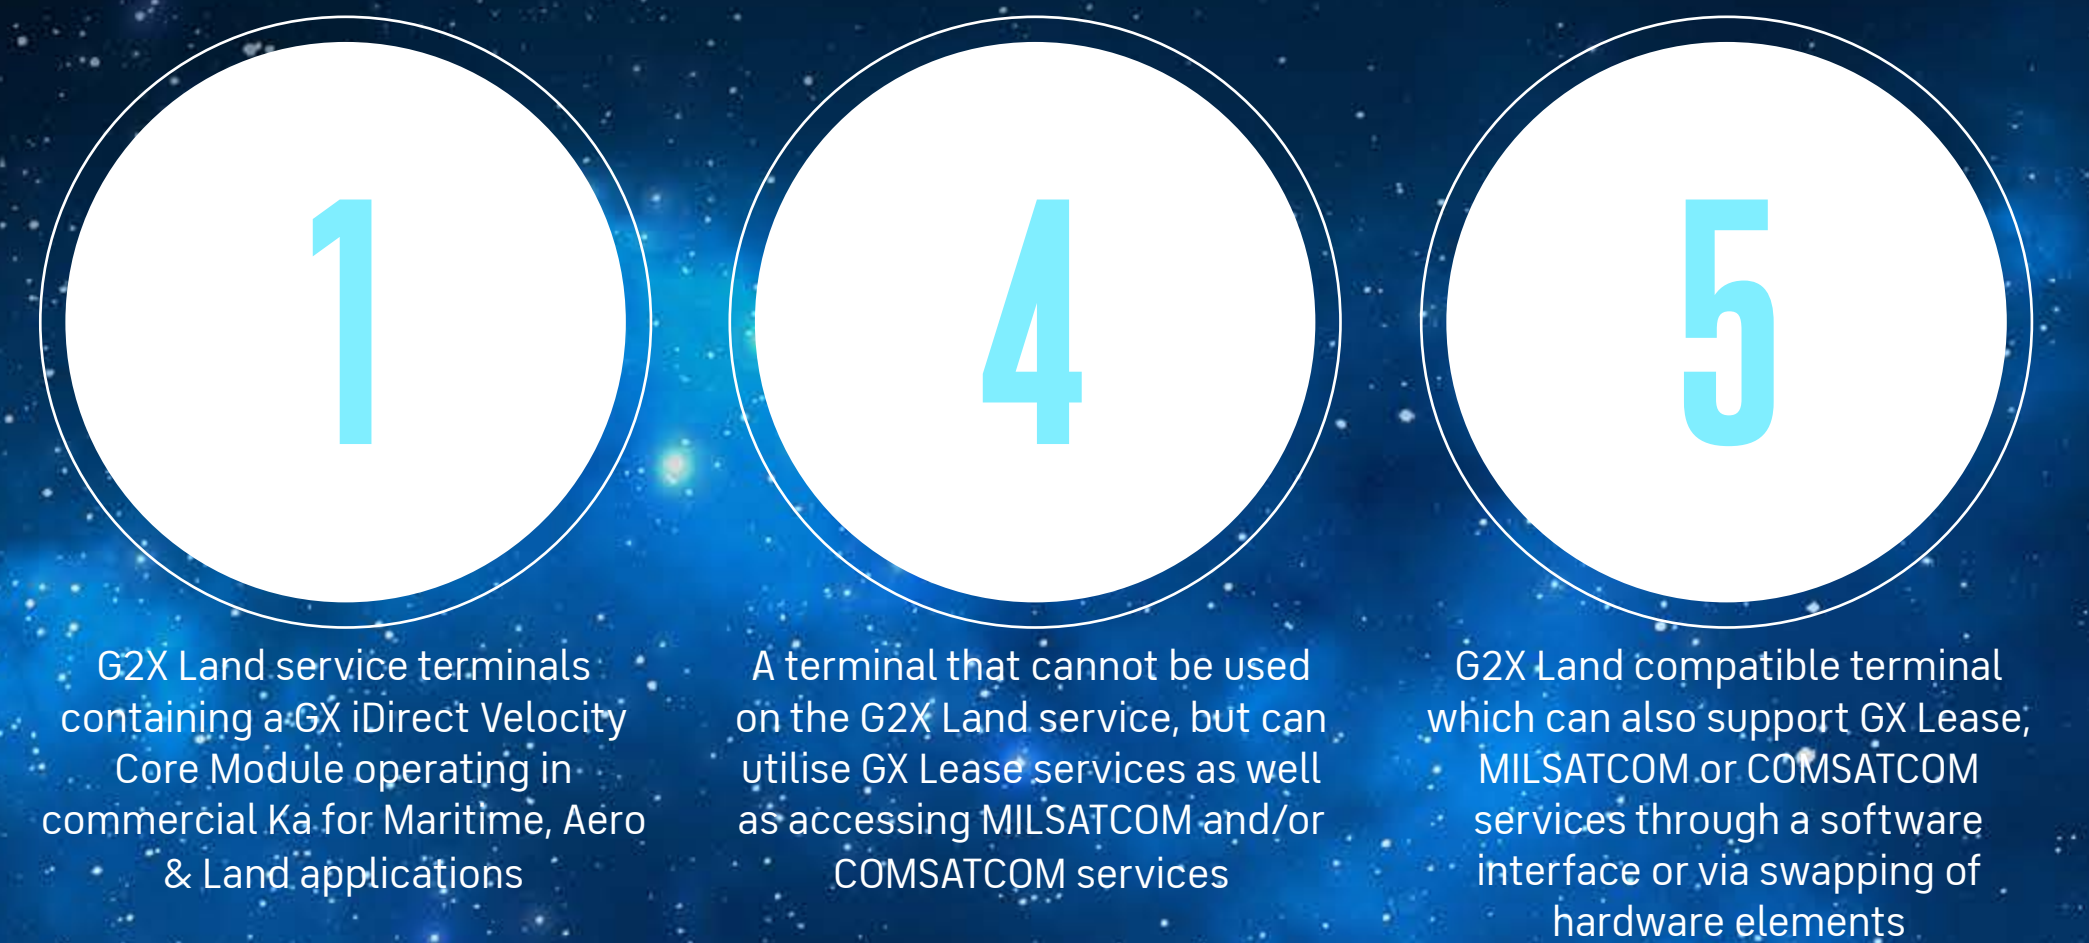 1
G2X Land service terminals
containing a GX iDirect Velocity
Core Module operating in
commercial Ka for Maritime, Aero
& Land applications
4
A terminal that cannot be used
on the G2X Land service, but can
utilise GX Lease services as well
as accessing MILSATCOM and/or
COMSATCOM services
5
G2X Land compatible terminal
which can also support GX Lease,
MILSATCOM or COMSATCOM
services through a software
interface or via swapping of
hardware elements